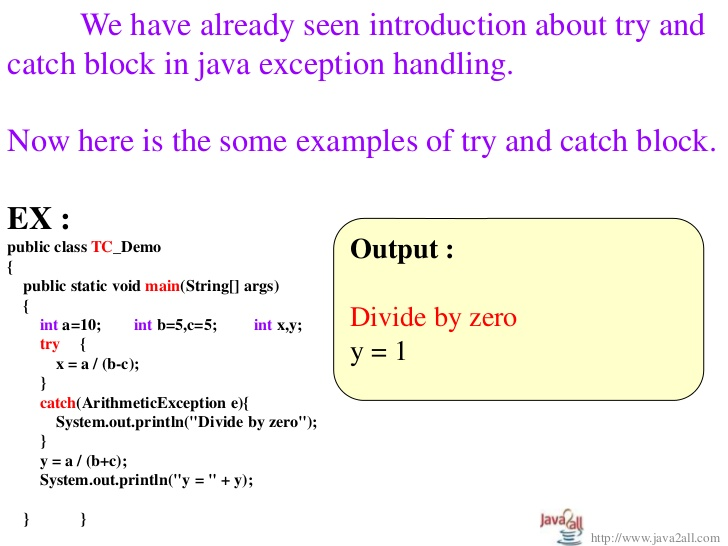 We have already seen introduction about try and
catch block in java exception handling.
Now here is the some examples of try and catch block.
EX :
public class TC_Demo
{
public static void main(String[] args)
{
int a=10; int b=5,c=5; int x,y;
try {
x = a / (b-c);
}
catch(ArithmeticException e){
System.out.println("Divide by zero");
}
y = a / (b+c);
System.out.println("y = " + y);
} }
Output :
Divide by zero
y = 1
Java2all
http://www.java2all.com